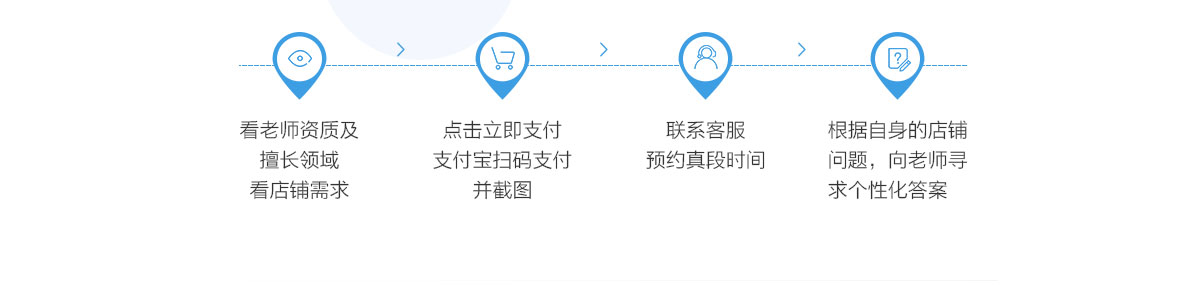 看老师资质及
擅长领域
看店铺需求
点击立即支付
支付宝扫码支付
并截图
联系客服
预约真段时间
根据自身的店铺
问题，向老师寻
求个性化答案